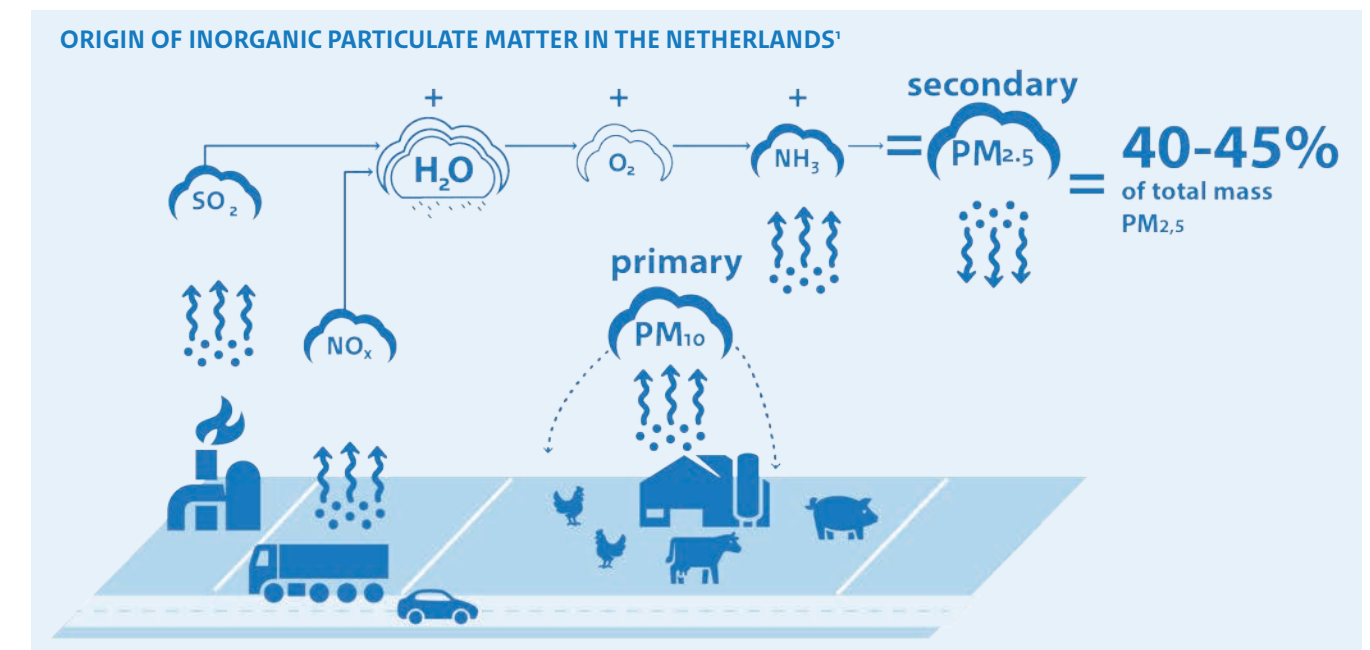 ORIGIN OF INORGANIC PARTICULATE MATTER IN THE NETHERLANDS¹
+ + +
secondary
SO₂
H₂O
O₂
NH₃
=
PM2.5
=
40-45%
of total mass
PM2,5
NOₓ
primary
PM10